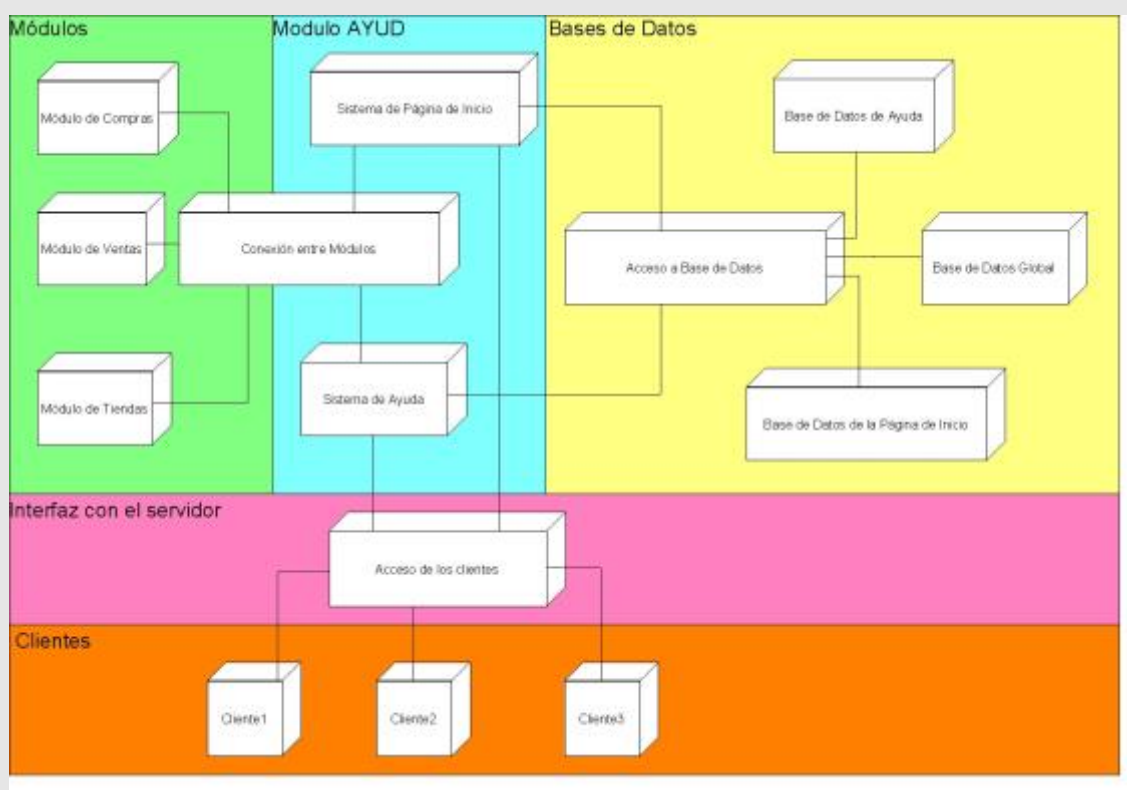 Módulos
Modulo AYUD
Bases de Datos
Módulo de Compras
Sistema de Página de Inicio
Base de Datos de Ayuda
Módulo de Ventas
Conexión entre Módulos
Acceso a Base de Datos
Base de Datos Global
Módulo de Tiendas
Sistema de Ayuda
Base de Datos de la Página de Inicio
Interfaz con el servidor
Acceso de los clientes
Clientes
Cliente1
Cliente2
Cliente3